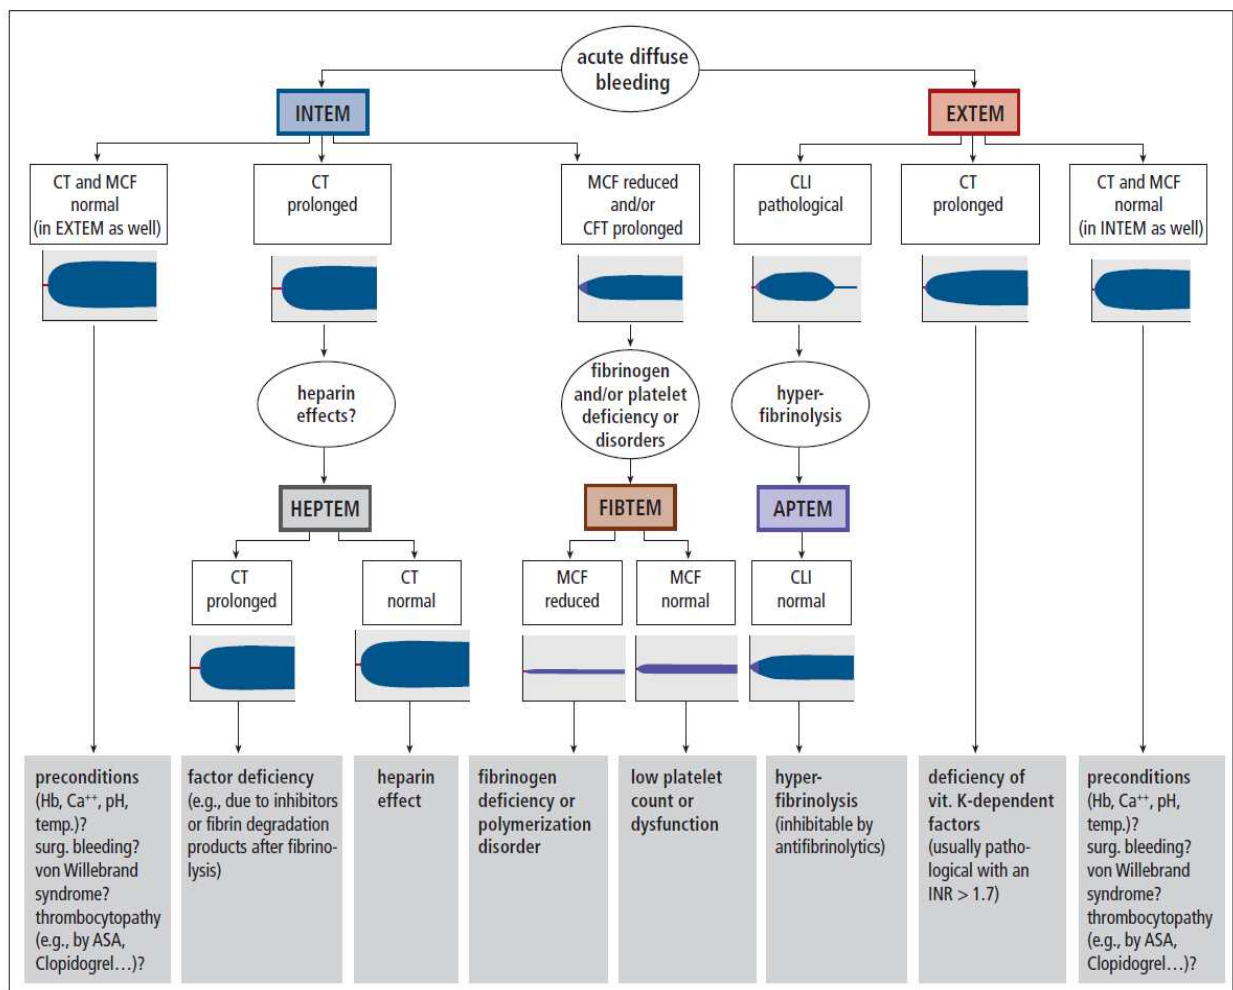 acute diffuse
bleeding
INTEM
EXTEM
CT and MCF
normal
(in EXTEM as well)
CT
prolonged
MCF reduced
and/or
CFT prolonged
CLI
pathological
CT
prolonged
CT and MCF
normal
(in INTEM as well)
heparin
effects?
fibrinogen
and/or platelet
deficiency or
disorders
hyper-
fibrinolysis
HEPTEM
FIBTEM
APTEM
CT
prolonged
CT
normal
MCF
reduced
MCF
normal
CLI
normal
preconditions
(Hb, Ca⁺⁺, pH,
temp.)?
surg. bleeding?
von Willebrand
syndrome?
thrombocytopathy
(e.g., by ASA,
Clopidogrel…)?
factor deficiency
(e.g., due to inhibitors
or fibrin degradation
products after fibrino-
lysis)
heparin
effect
fibrinogen
deficiency or
polymerization
disorder
low platelet
count or
dysfunction
hyper-
fibrinolysis
(inhibitable by
antifibrinolytics)
deficiency of
vit. K-dependent
factors
(usually patho-
logical with an
INR > 1.7)
preconditions
(Hb, Ca⁺⁺, pH,
temp.)?
surg. bleeding?
von Willebrand
syndrome?
thrombocytopathy
(e.g., by ASA,
Clopidogrel…)?